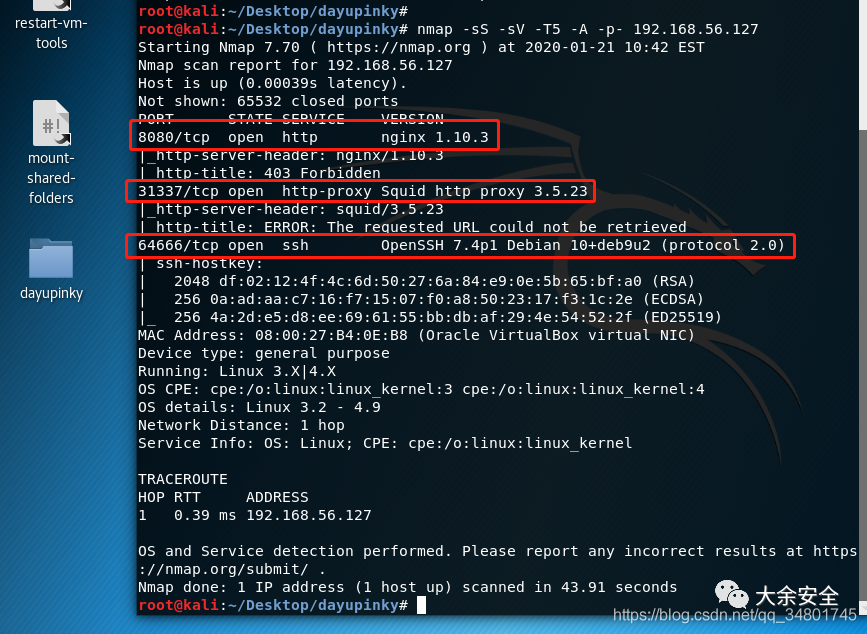 restart-vm-
tools
mount-
shared-
folders
dayupinky
root@kali:~/Desktop/dayupinky#
root@kali:~/Desktop/dayupinky# nmap -sS -sV -T5 -A -p- 192.168.56.127
Starting Nmap 7.70 ( https://nmap.org ) at 2020-01-21 10:42 EST
Nmap scan report for 192.168.56.127
Host is up (0.00039s latency).
Not shown: 65532 closed ports
PORT      STATE SERVICE    VERSION
8080/tcp  open  http       nginx 1.10.3
|_http-server-header: nginx/1.10.3
|_http-title: 403 Forbidden
31337/tcp open  http-proxy Squid http proxy 3.5.23
|_http-server-header: squid/3.5.23
|_http-title: ERROR: The requested URL could not be retrieved
64666/tcp open  ssh        OpenSSH 7.4p1 Debian 10+deb9u2 (protocol 2.0)
| ssh-hostkey:
|   2048 df:02:12:4f:4c:6d:50:27:6a:84:e9:0e:5b:65:bf:a0 (RSA)
|   256 0a:ad:aa:c7:16:f7:15:07:f0:a8:50:23:17:f3:1c:2e (ECDSA)
|_  256 4a:2d:e5:d8:ee:69:61:55:bb:db:af:29:4e:54:52:2f (ED25519)
MAC Address: 08:00:27:B4:0E:B8 (Oracle VirtualBox virtual NIC)
Device type: general purpose
Running: Linux 3.X|4.X
OS CPE: cpe:/o:linux:linux_kernel:3 cpe:/o:linux:linux_kernel:4
OS details: Linux 3.2 - 4.9
Network Distance: 1 hop
Service Info: OS: Linux; CPE: cpe:/o:linux:linux_kernel
TRACEROUTE
HOP RTT     ADDRESS
1   0.39 ms 192.168.56.127
OS and Service detection performed. Please report any incorrect results at https
://nmap.org/submit/ .
Nmap done: 1 IP address (1 host up) scanned in 43.91 seconds
root@kali:~/Desktop/dayupinky#
大余安全
https://blog.csdn.net/qq_34801745